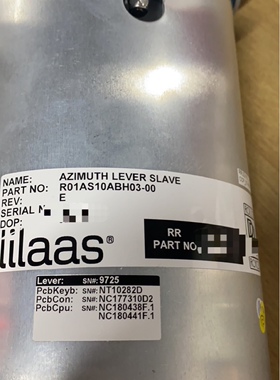 NAME: AZIMUTH LEVER SLAVE
PART NO: R01AS10ABH03-00
REV: E
SERIAL N
DOP:
lilaas®
RR
PART NO.
Lever: SN#: 9725
PcbKeyb: SN#: NT10282D
PcbCon: SN#: NC177310D2
PcbCpu: SN#: NC180438F.1
NC180441F.1